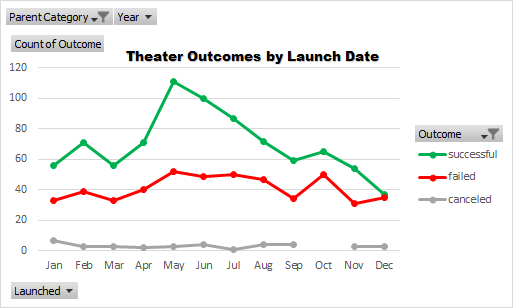 Parent Category Year
Count of Outcome
Theater Outcomes by Launch Date
120
100
80
60
40
20
0
Jan Feb Mar Apr May Jun Jul Aug Sep Oct Nov Dec
Outcome
successful
failed
canceled
Launched